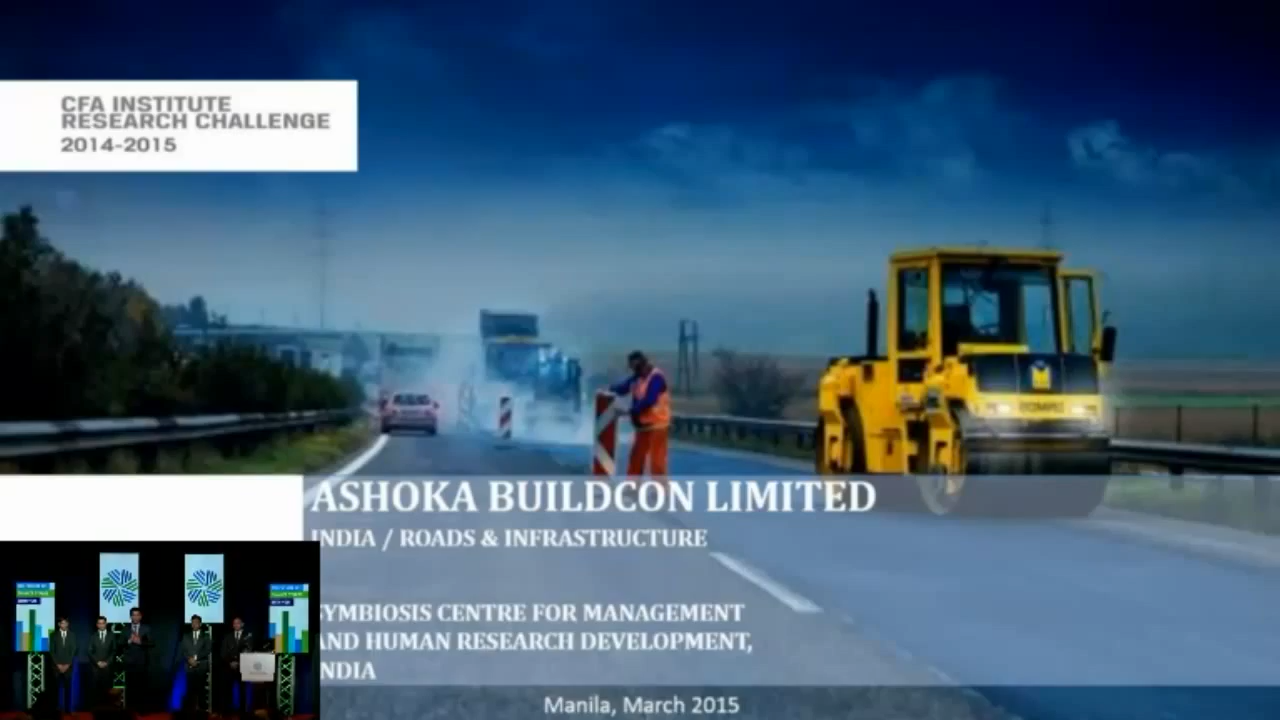 CFA INSTITUTE
RESEARCH CHALLENGE
2014-2015
ASHOKA BUILDCON LIMITED
INDIA / ROADS & INFRASTRUCTURE
SYMBIOSIS CENTRE FOR MANAGEMENT
AND HUMAN RESEARCH DEVELOPMENT,
INDIA
Manila, March 2015